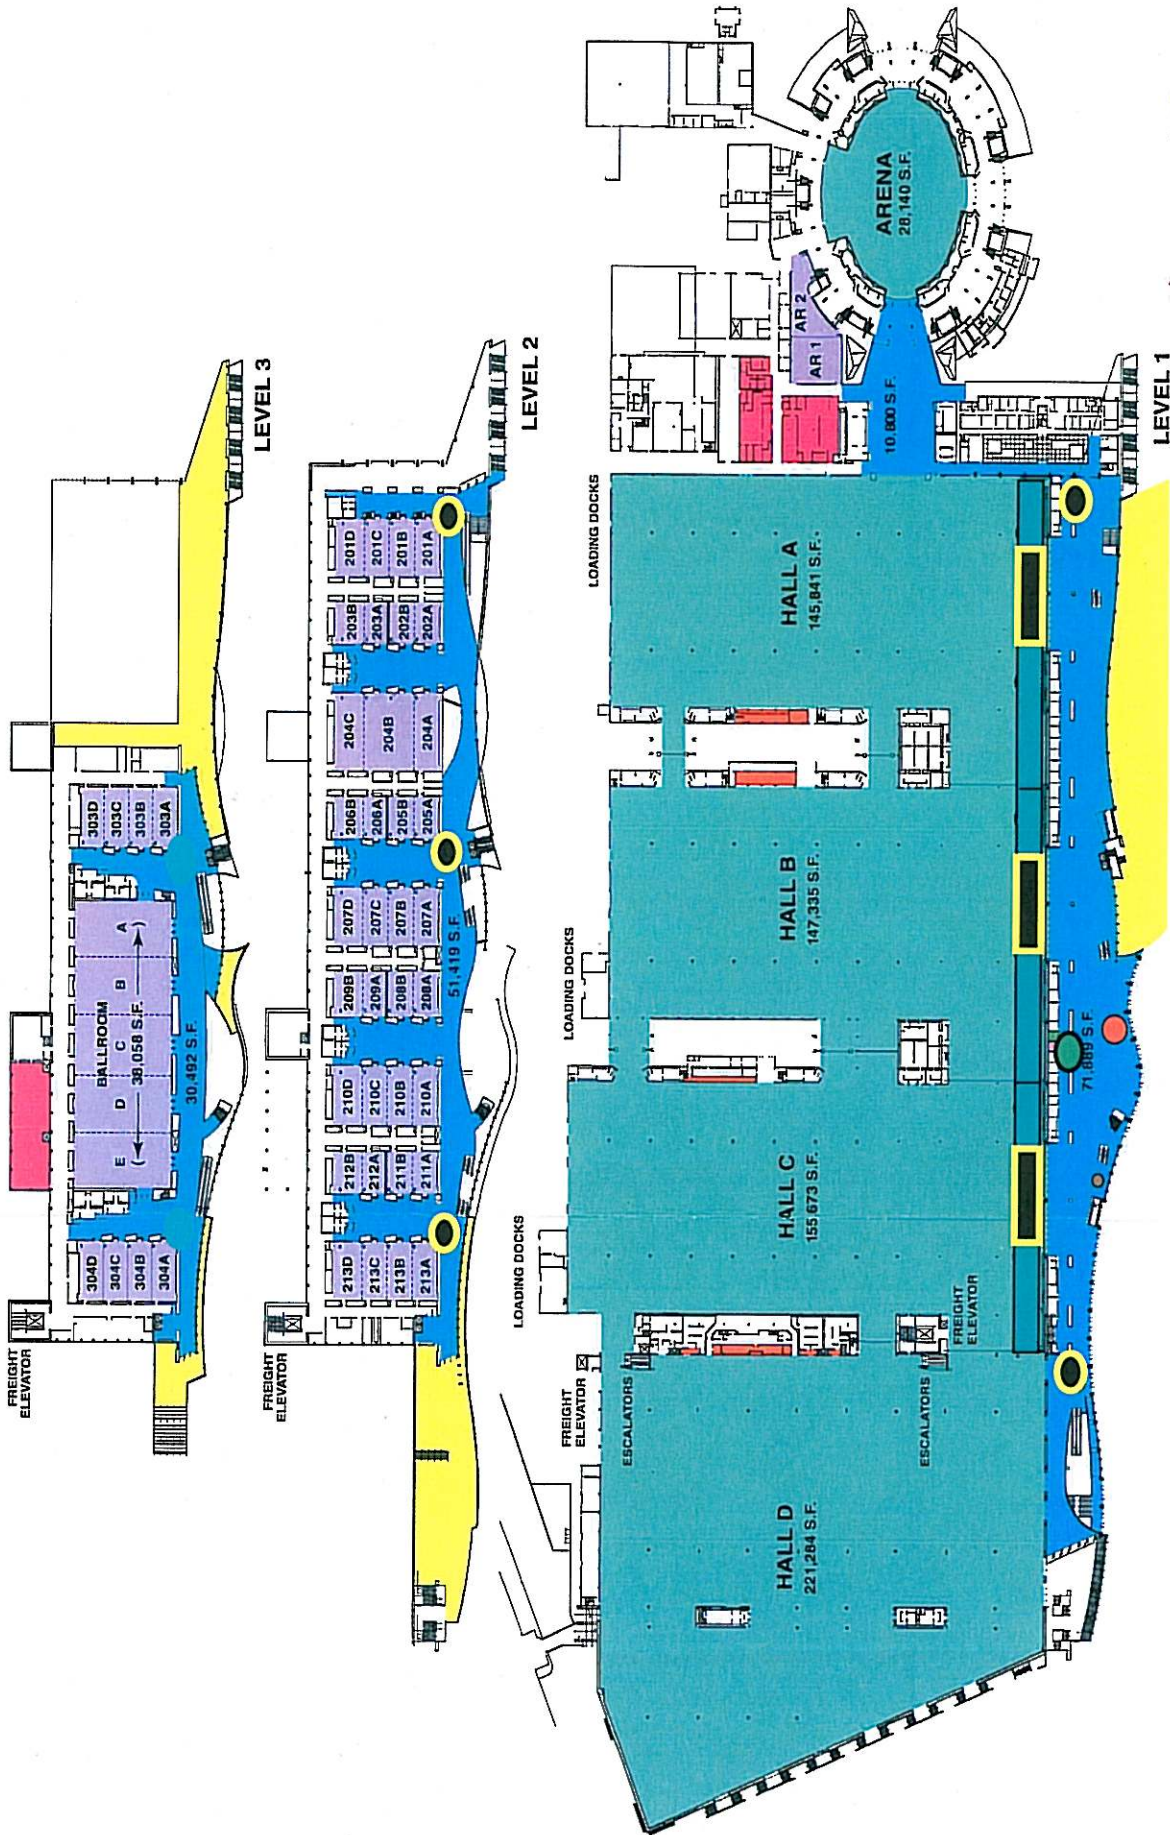 FREIGHT
ELEVATOR
304D
304C
304B
304A
BALLROOM
E D C B A
38,058 S.F.
30,492 S.F.
303D
303C
303B
303A
LEVEL 3
FREIGHT
ELEVATOR
213D
213C
213B
213A
212B
212A
211B
211A
210D
210C
210B
210A
209B
209A
208B
208A
207D
207C
207B
207A
51,419 S.F.
206B
206A
205B
205A
204C
204B
204A
203B
203A
202B
202A
201D
201C
201B
201A
LEVEL 2
LOADING DOCKS
LOADING DOCKS
LOADING DOCKS
FREIGHT
ELEVATOR
ESCALATORS
ESCALATORS
FREIGHT
ELEVATOR
HALL D
221,284 S.F.
HALL C
155,673 S.F.
HALL B
147,335 S.F.
HALL A
145,841 S.F.
71,889 S.F.
10,800 S.F.
AR 1
AR 2
ARENA
28,140 S.F.
LEVEL 1